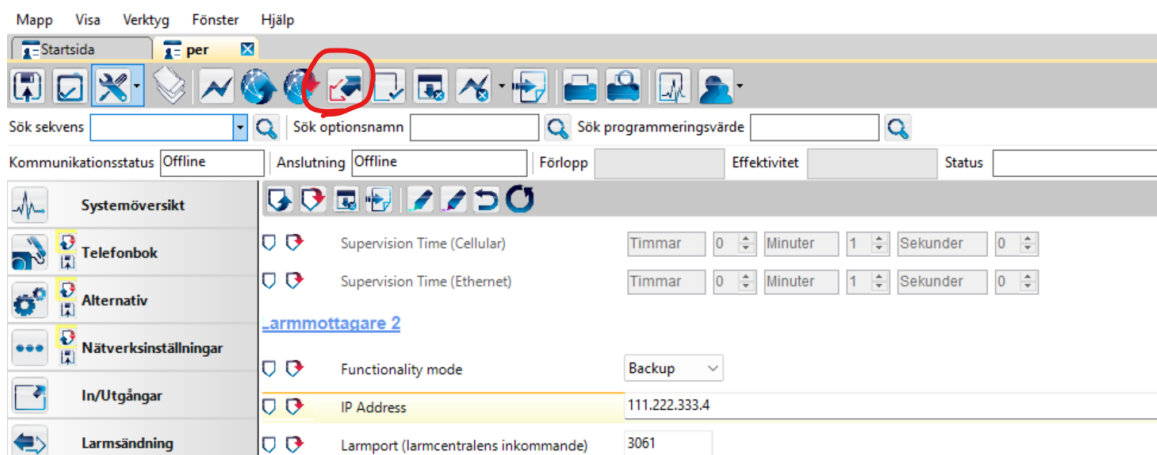 Mapp Visa Verktyg Fönster Hjälp
Startsida per
Sök sekvens Sök optionsnamn Sök programmeringsvärde
Kommunikationsstatus Offline Anslutning Offline Förlopp Effektivitet Status
Systemöversikt
Telefonbok
Alternativ
Nätverksinställningar
In/Utgångar
Larmsändning
Supervision Time (Cellular) Timmar 0 Minuter 1 Sekunder 0
Supervision Time (Ethernet) Timmar 0 Minuter 1 Sekunder 0
Larmmottagare 2
Functionality mode Backup
IP Address 111.222.333.4
Larmport (larmcentralens inkommande) 3061